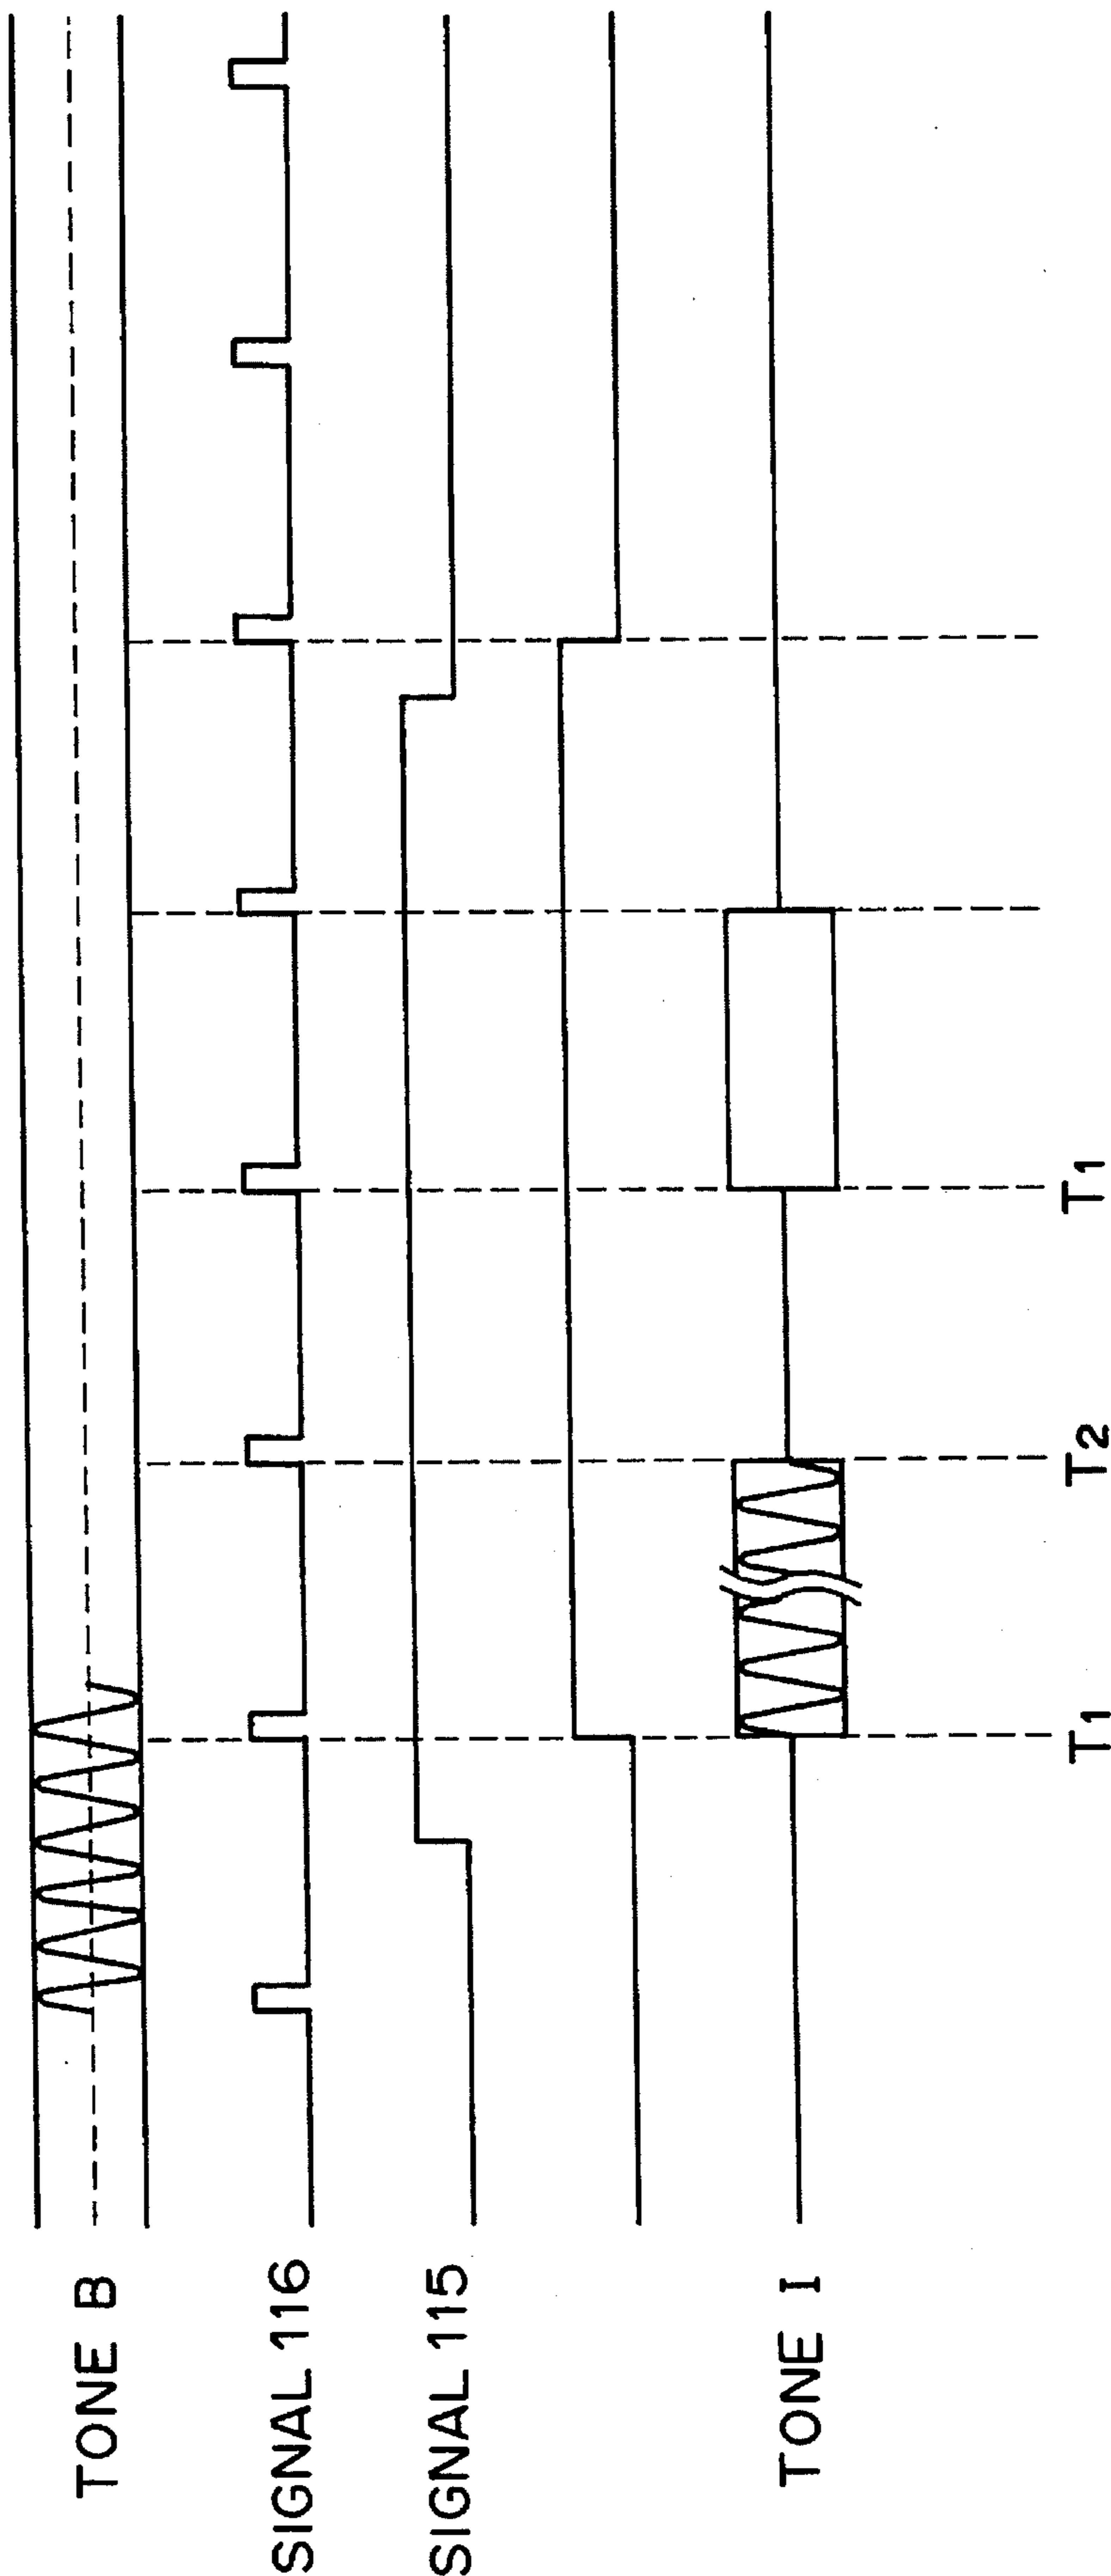 TONE B
SIGNAL 116
SIGNAL 115
TONE I
T1
T2
T1